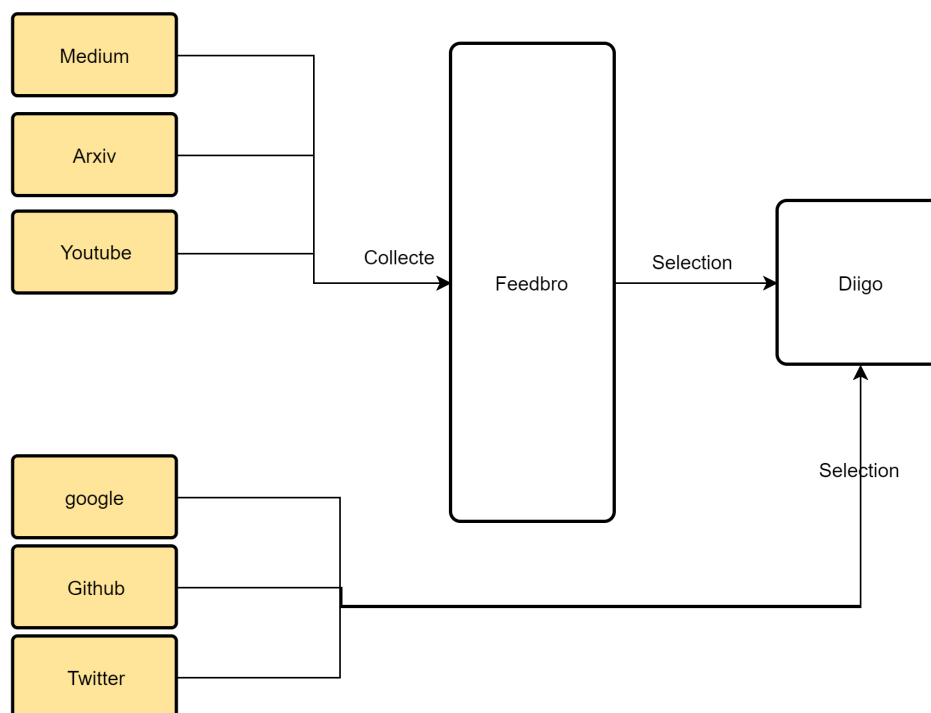 Medium
Arxiv
Youtube
Collecte
Feedbro
Selection
Diigo
Selection
google
Github
Twitter